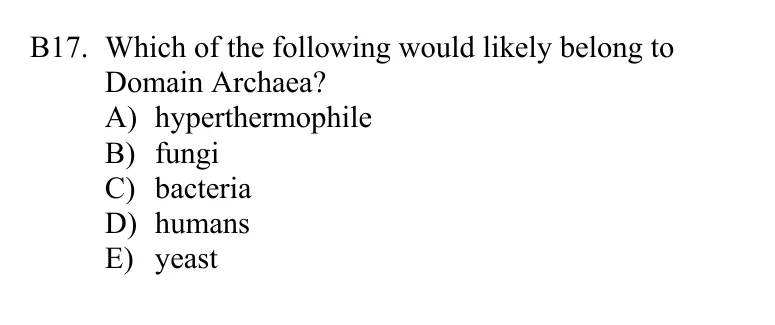 B17. Which of the following would likely belong to
Domain Archaea?
A) hyperthermophile
B) fungi
C) bacteria
D) humans
E) yeast